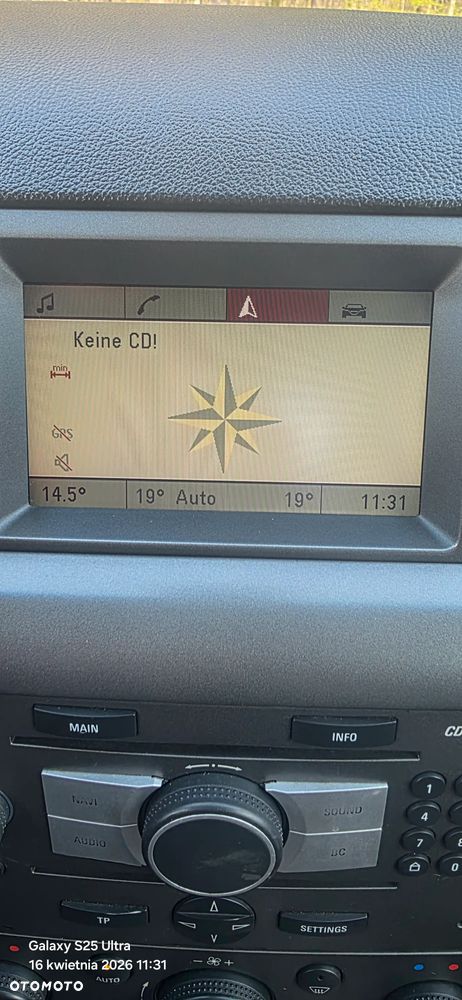 Keine CD!
min
GPS
14.5° 19° Auto 19° 11:31
MAIN
INFO
CD
NAVI
SOUND
1
AUDIO
BC
4
7
8
0
TP
SETTINGS
Galaxy S25 Ultra
16 kwietnia 2026 11:31
AUTO
OTOMOTO
- +